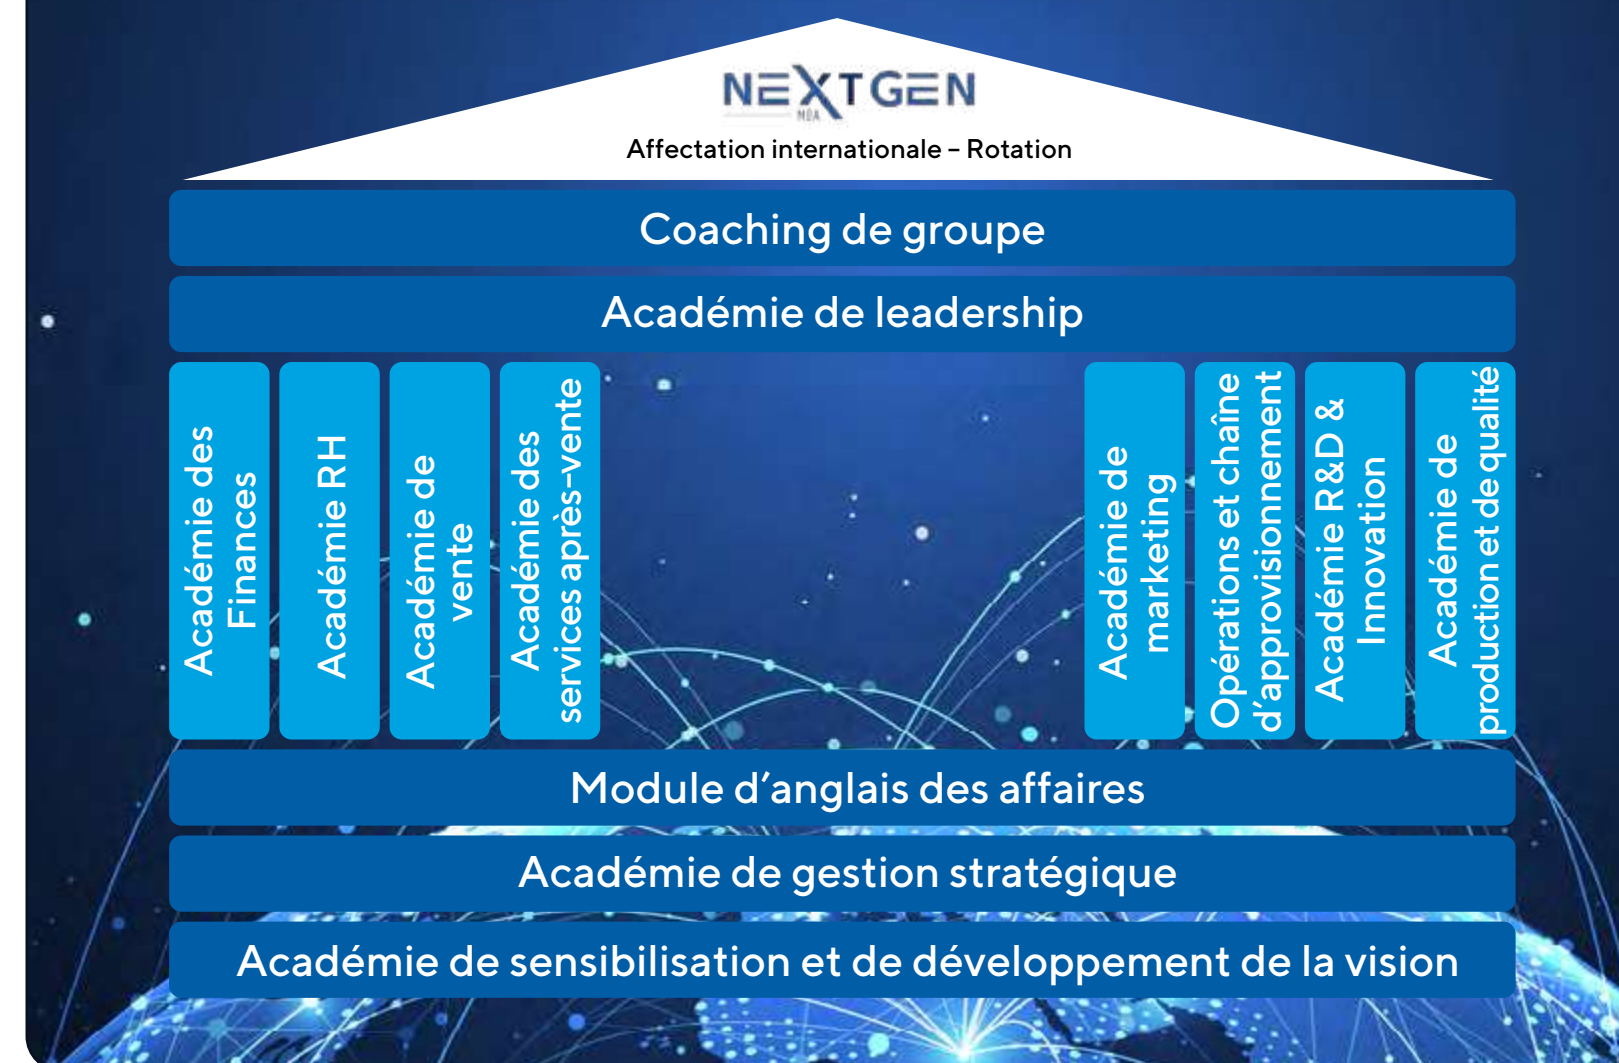 NEXTGEN
Affectation internationale – Rotation
Coaching de groupe
Académie de leadership
Académie des
Finances
Académie RH
Académie de
vente
Académie des
services après-vente
Académie de
marketing
Opérations et chaîne
d’approvisionnement
Académie R&D &
Innovation
Académie de
production et de qualité
Module d’anglais des affaires
Académie de gestion stratégique
Académie de sensibilisation et de développement de la vision